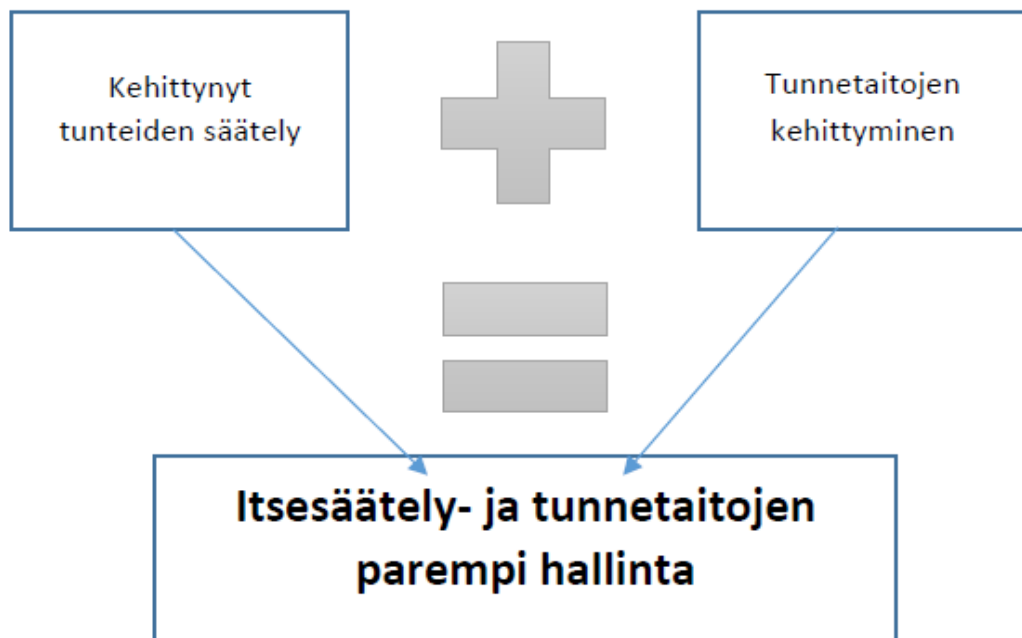 Kehittynyt
tunteiden säätely
Tunnetaitojen
kehittyminen
Itsesäätely- ja tunnetaitojen
parempi hallinta